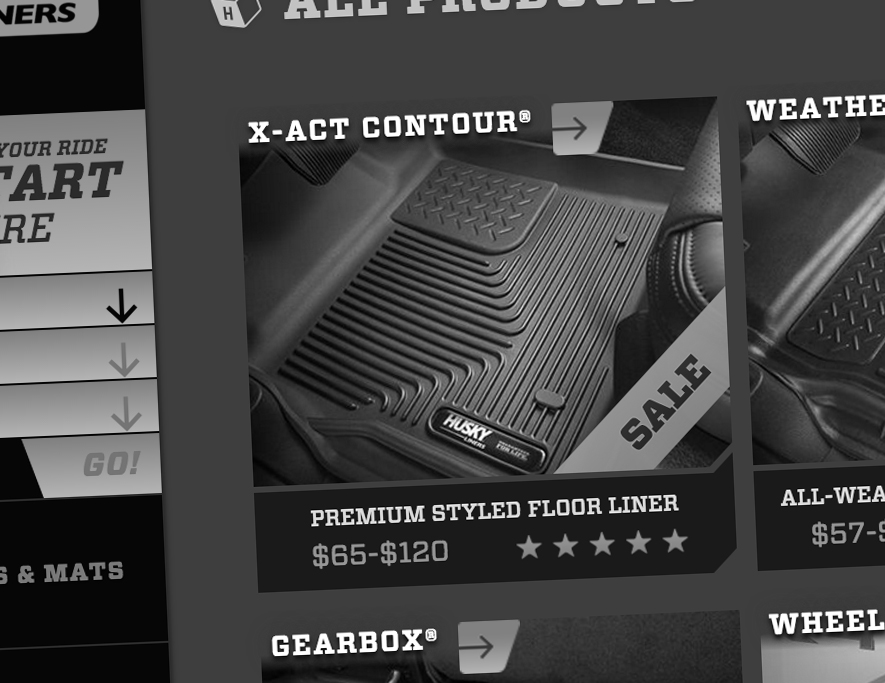 NERS
ALL PRODUCTS
H
YOUR RIDE
TART
IRE
GO!
S & MATS
X-ACT CONTOUR®
SALE
HUSKY
LINERS
PREMIUM STYLED FLOOR LINER
$65-$120
WEATHE
ALL-WEA
$57-$
GEARBOX®
WHEEL